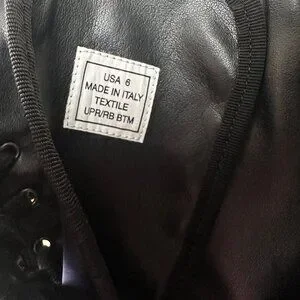 USA 6
MADE IN ITALY
TEXTILE
UPR/RB BTM